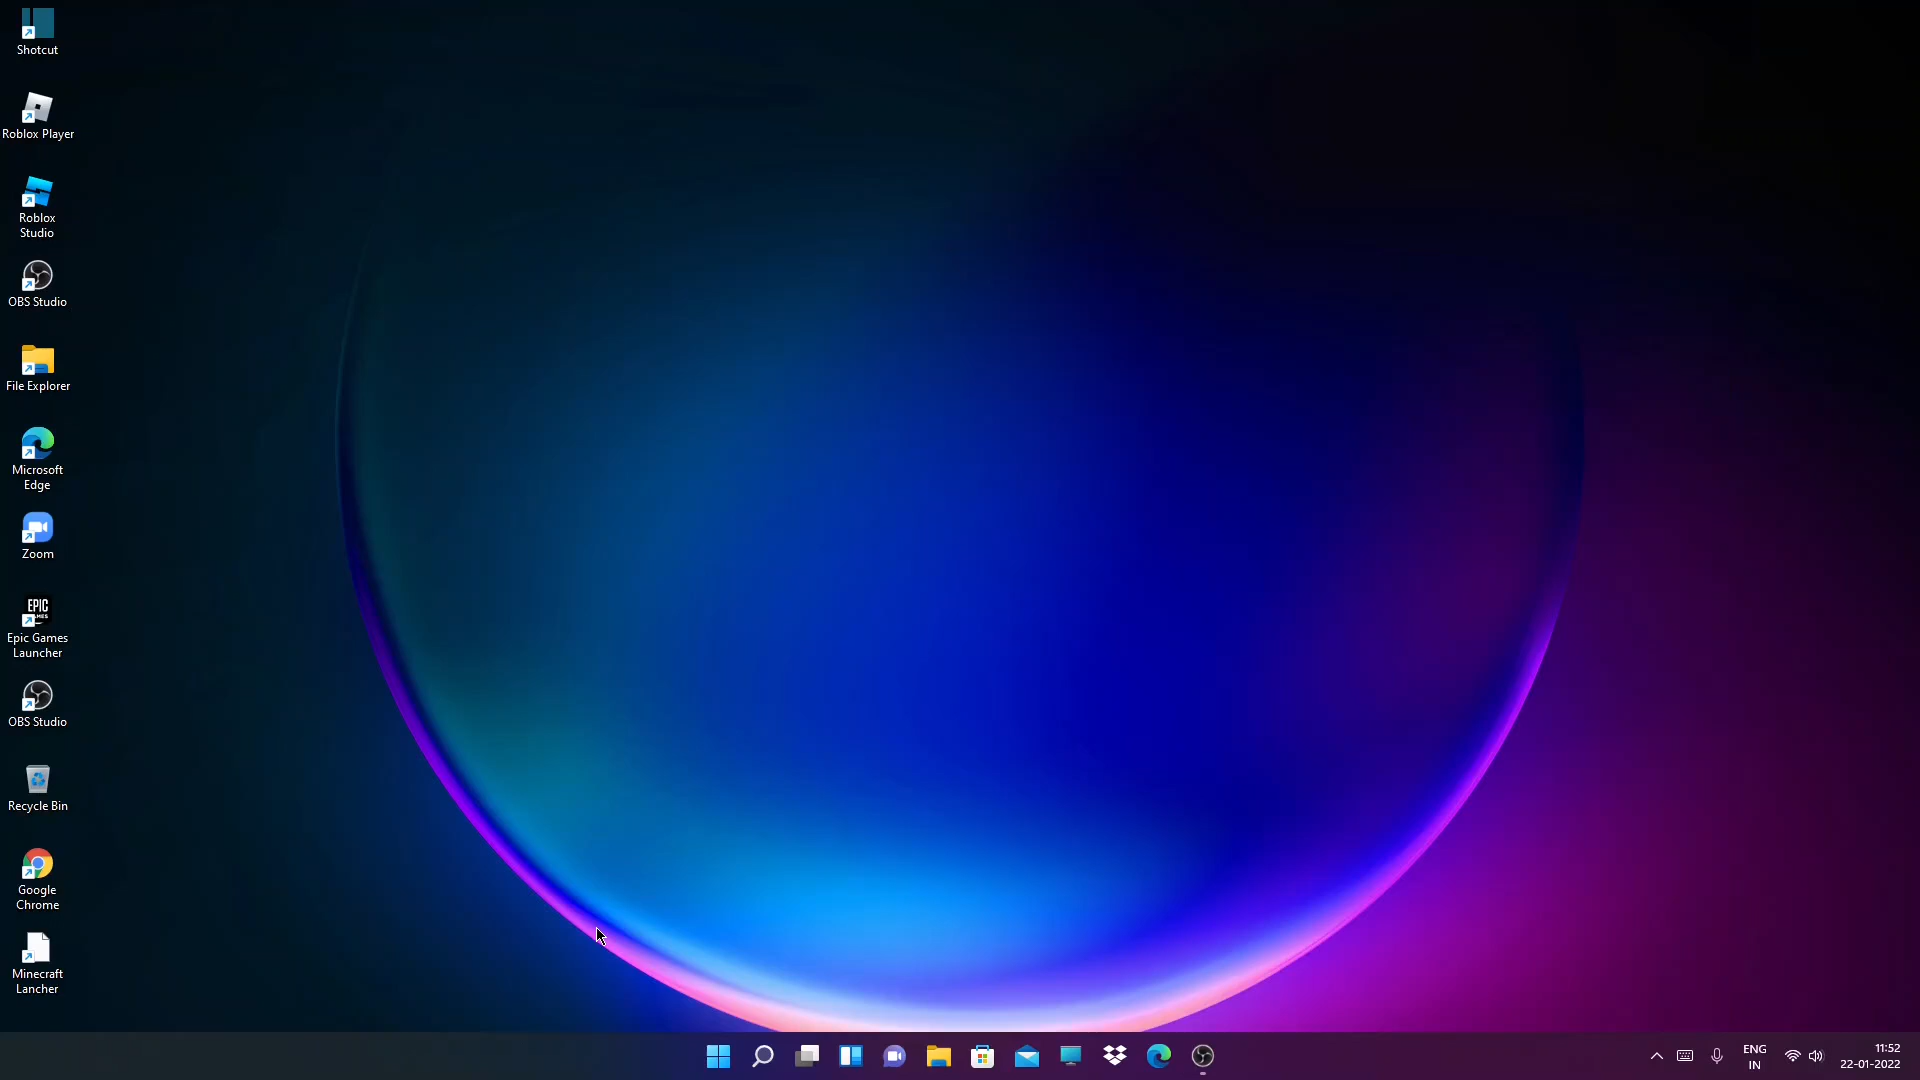 Shotcut
Roblox Player
Roblox
Studio
OBS Studio
File Explorer
Microsoft
Edge
Zoom
EPIC
Epic Games
Launcher
OBS Studio
Recycle Bin
Google
Chrome
Minecraft
Lancher
ENG
IN
11:52
22-01-2022